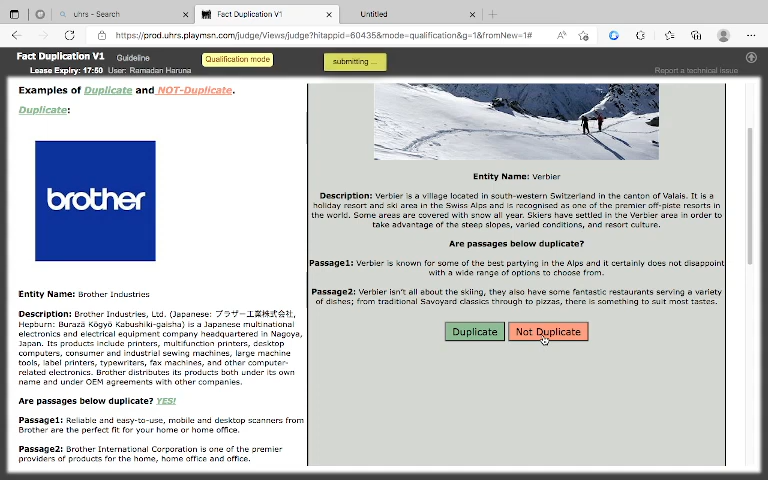 uhrs - Search
Fact Duplication V1
Untitled
https://prod.uhrs.playmsn.com/judge/Views/judge?hitappid=60435&mode=qualification&g=1&fromNew=1#
Fact Duplication V1
Guideline
Qualification mode
submitting ...
Lease Expiry: 17:50 User: Ramadan Haruna
Report a technical issue
Examples of Duplicate and NOT-Duplicate.
Duplicate:
brother
Entity Name: Brother Industries
Description: Brother Industries, Ltd. (Japanese: ブラザー工業株式会社,
Hepburn: Burazā Kōgyō Kabushiki-gaisha) is a Japanese multinational
electronics and electrical equipment company headquartered in Nagoya,
Japan. Its products include printers, multifunction printers, desktop
computers, consumer and industrial sewing machines, large machine
tools, label printers, typewriters, fax machines, and other computer-
related electronics. Brother distributes its products both under its own
name and under OEM agreements with other companies.
Are passages below duplicate? YES!
Passage1: Reliable and easy-to-use, mobile and desktop scanners from
Brother are the perfect fit for your home or home office.
Passage2: Brother International Corporation is one of the premier
providers of products for the home, home office and office.
Entity Name: Verbier
Description: Verbier is a village located in south-western Switzerland in the canton of Valais. It is a
holiday resort and ski area in the Swiss Alps and is recognised as one of the premier off-piste resorts in
the world. Some areas are covered with snow all year. Skiers have settled in the Verbier area in order to
take advantage of the steep slopes, varied conditions, and resort culture.
Are passages below duplicate?
Passage1: Verbier is known for some of the best partying in the Alps and it certainly does not disappoint
with a wide range of options to choose from.
Passage2: Verbier isn't all about the skiing, they also have some fantastic restaurants serving a variety
of dishes; from traditional Savoyard classics through to pizzas, there is something to suit most tastes.
Duplicate
Not Duplicate